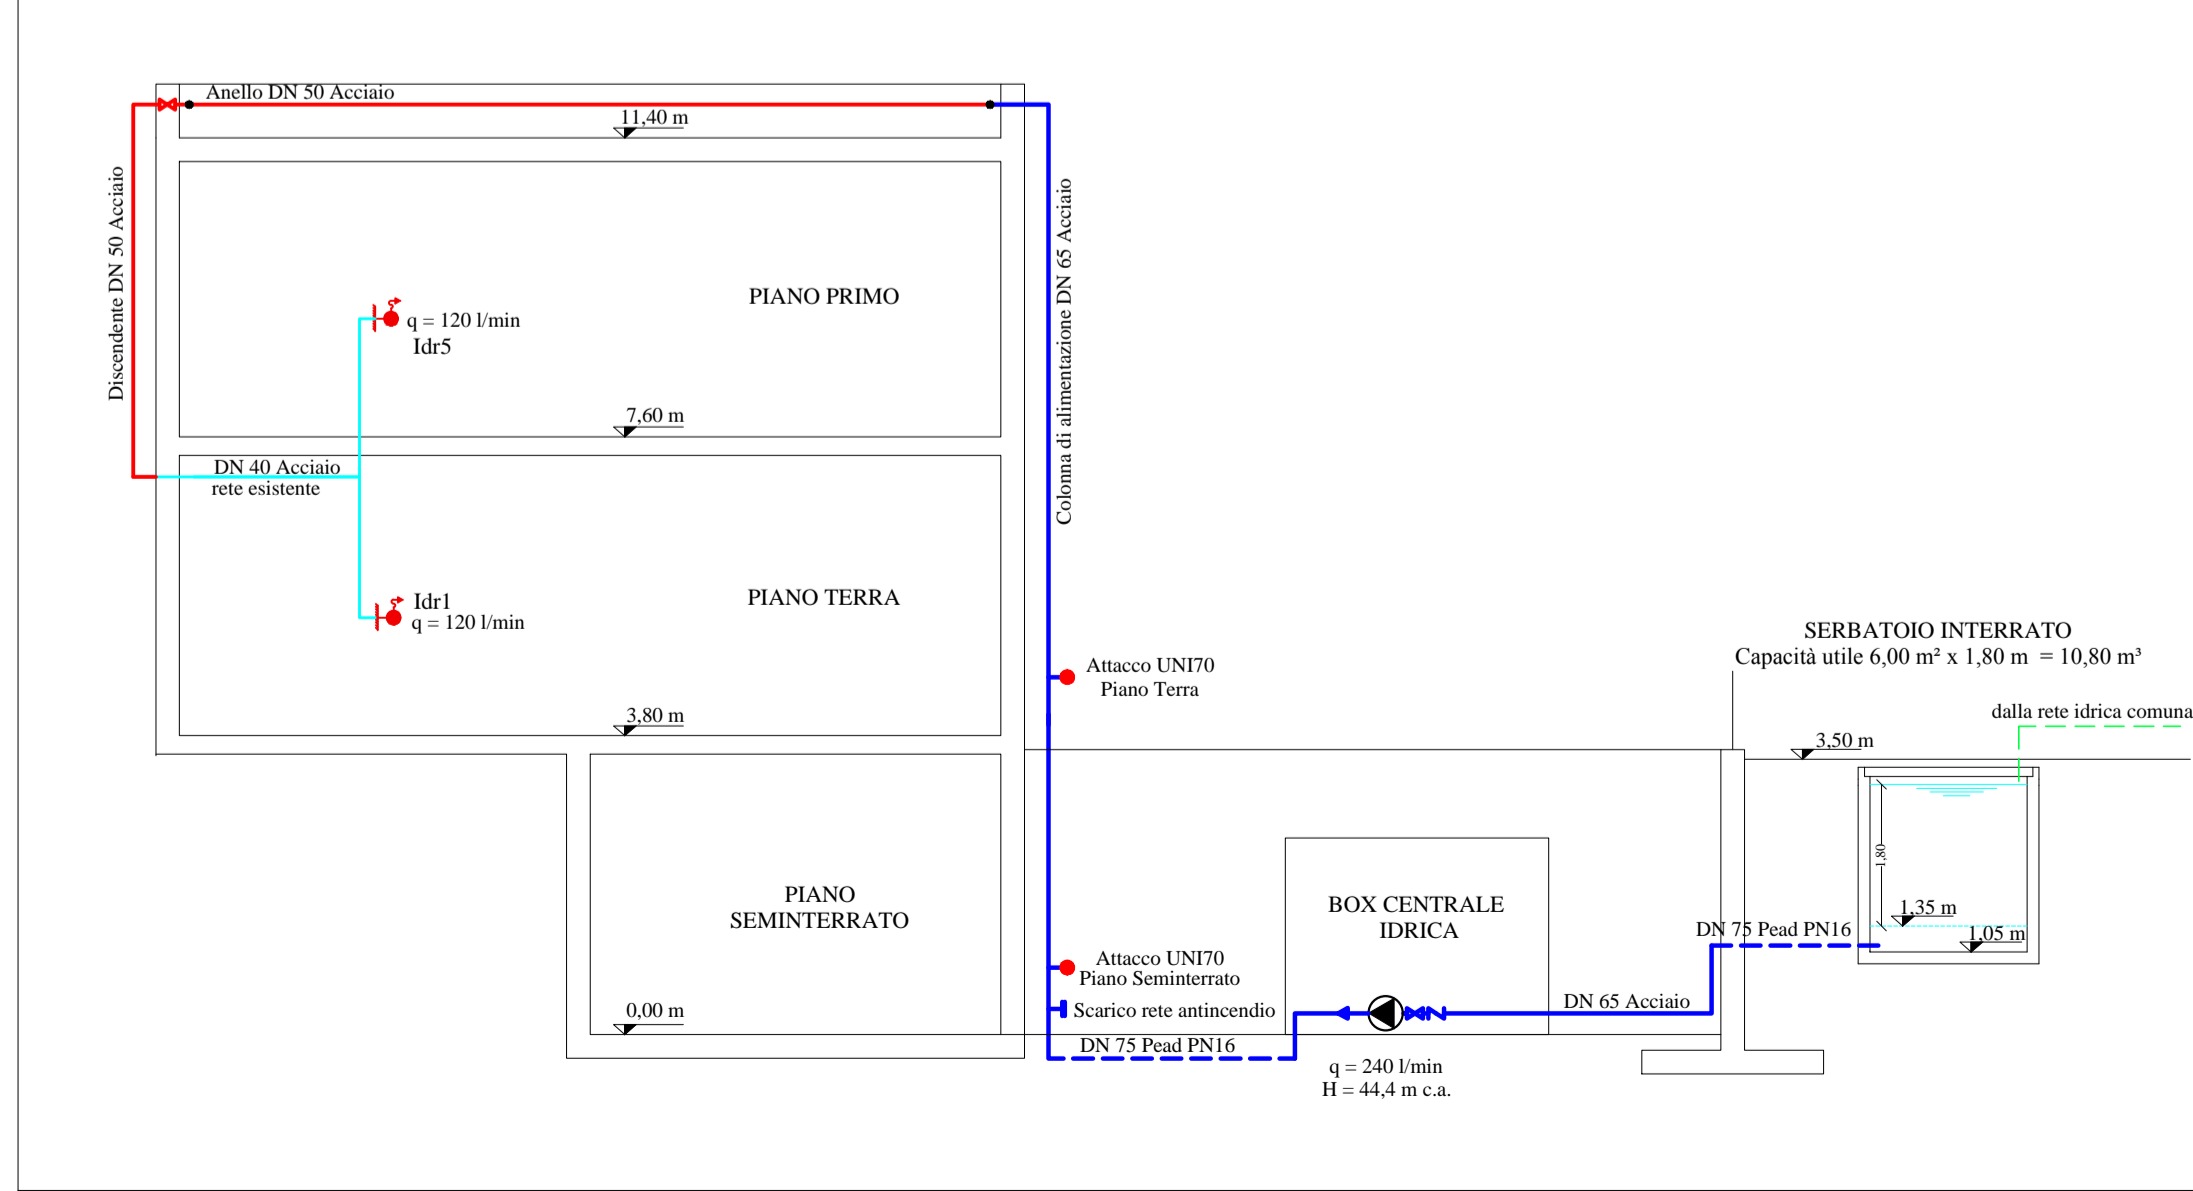 Anello DN 50 Acciaio
11,40 m
Discendente DN 50 Acciaio
Colonna di alimentazione DN 65 Acciaio
PIANO PRIMO
q = 120 l/min
Idr5
7,60 m
DN 40 Acciaio
rete esistente
PIANO TERRA
Idr1
q = 120 l/min
3,80 m
Attacco UNI70
Piano Terra
SERBATOIO INTERRATO
Capacità utile 6,00 m² x 1,80 m = 10,80 m³
dalla rete idrica comuna
3,50 m
1,80
1,35 m
1,05 m
DN 75 Pead PN16
PIANO
SEMINTERRATO
BOX CENTRALE
IDRICA
Attacco UNI70
Piano Seminterrato
Scarico rete antincendio
DN 65 Acciaio
0,00 m
DN 75 Pead PN16
q = 240 l/min
H = 44,4 m c.a.